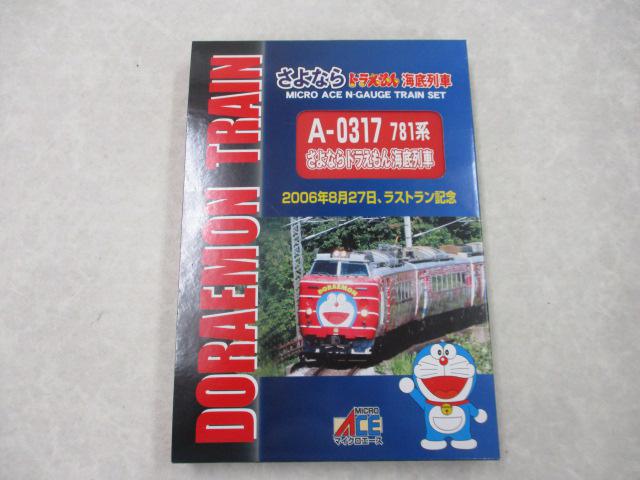 さよなら ドラえもん 海底列車
MICRO ACE N-GAUGE TRAIN SET
A-0317 781系
さよならドラえもん海底列車
2006年8月27日、ラストラン記念
DORAEMON TRAIN
DORAEMON
MICRO
ACE
マイクロエース